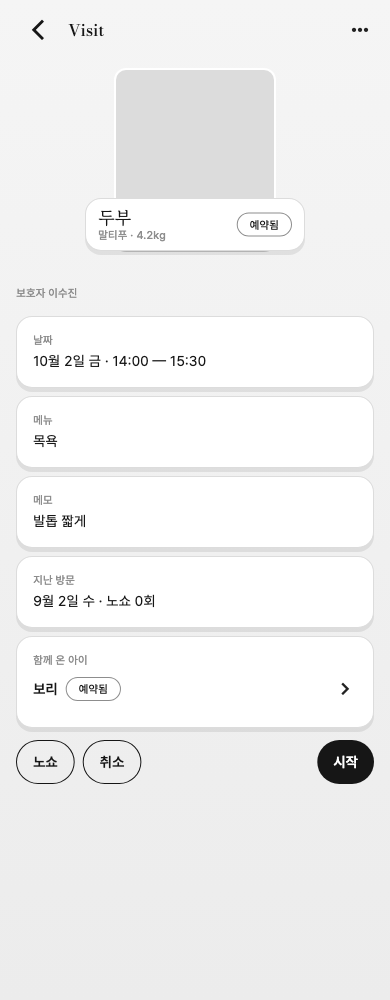 Visit
두부
말티푸 · 4.2kg
예약됨
보호자 이수진
날짜
10월 2일 금 · 14:00 — 15:30
메뉴
목욕
메모
발톱 짧게
지난 방문
9월 2일 수 · 노쇼 0회
함께 온 아이
보리 예약됨
노쇼 취소 시작